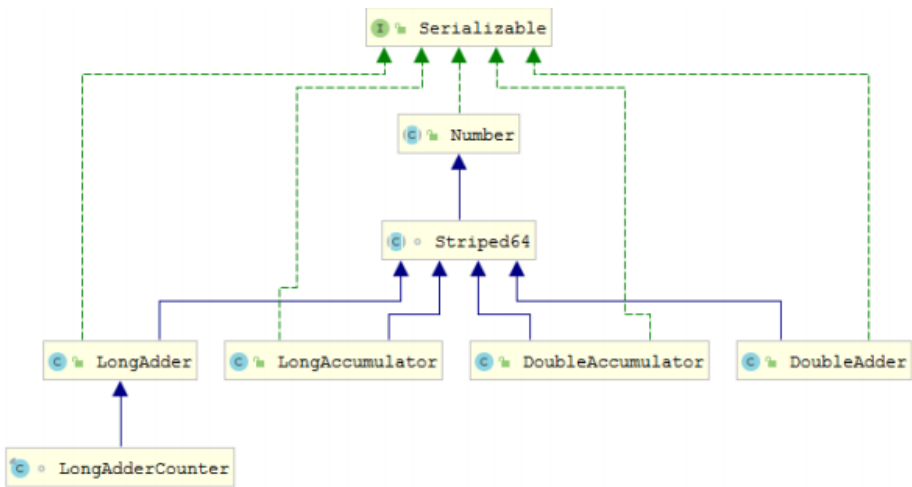 Serializable
Number
Striped64
LongAdder
LongAccumulator
DoubleAccumulator
DoubleAdder
LongAdderCounter